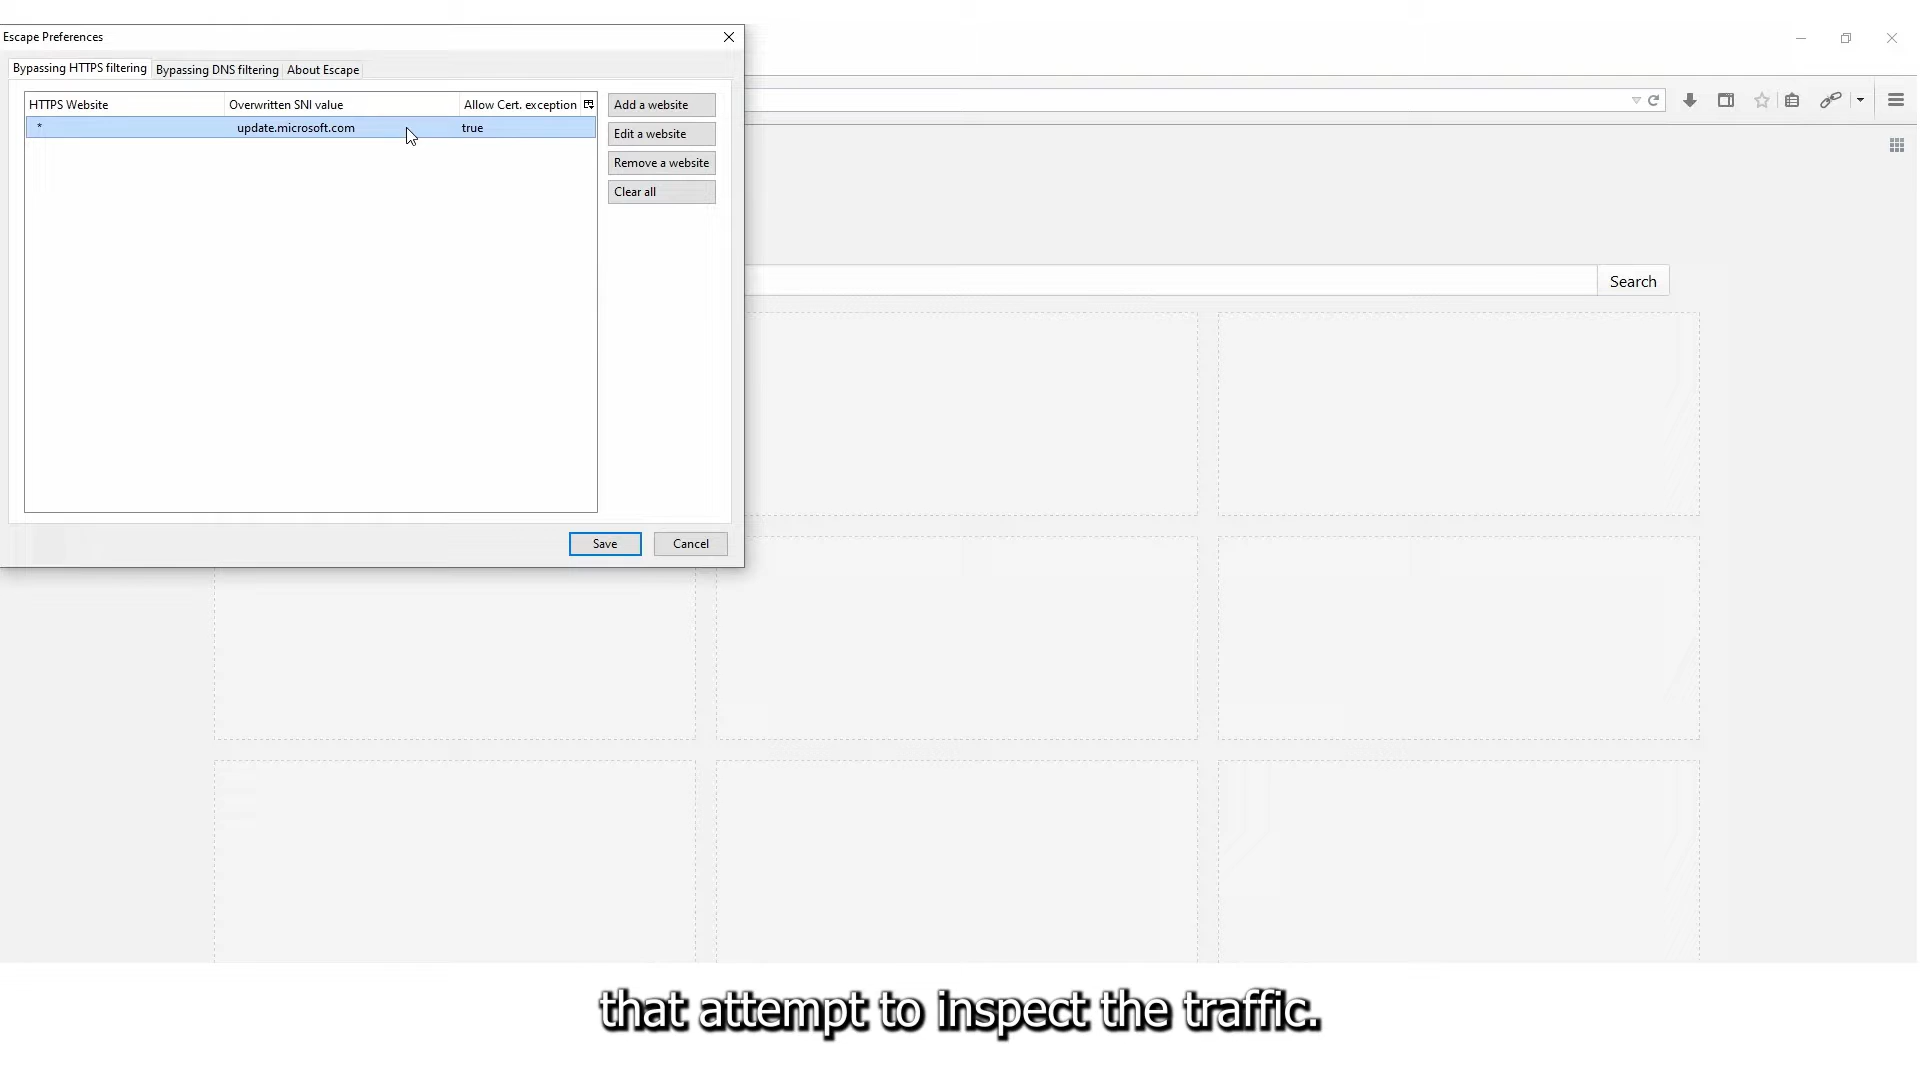 Escape Preferences
Bypassing HTTPS filtering Bypassing DNS filtering About Escape
HTTPS Website Overwritten SNI value Allow Cert. exception
* update.microsoft.com true
Add a website
Edit a website
Remove a website
Clear all
Search
Save Cancel
that attempt to inspect the traffic.